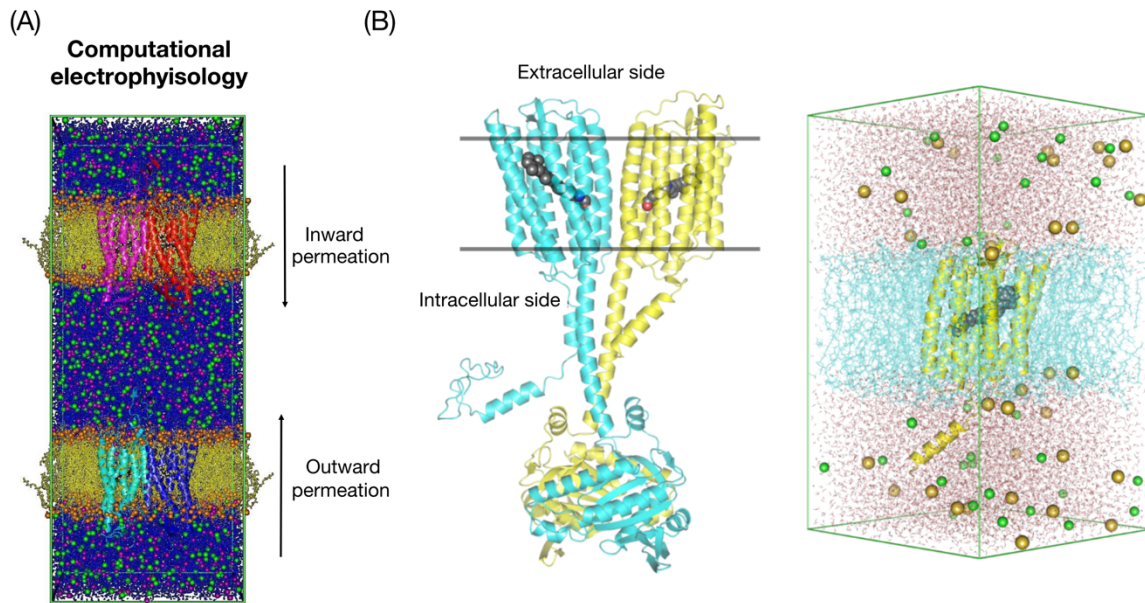 (A)
Computational
electrophyisology
Inward
permeation
Outward
permeation
(B)
Extracellular side
Intracellular side